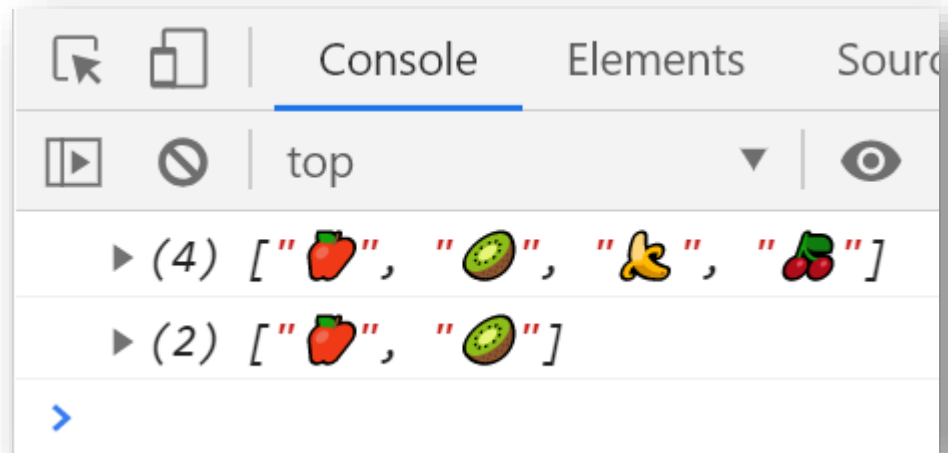 Console Elements Sourc
top
(4) ["🍎", "🥝", "🍌", "🍒"]
(2) ["🍎", "🥝"]
>